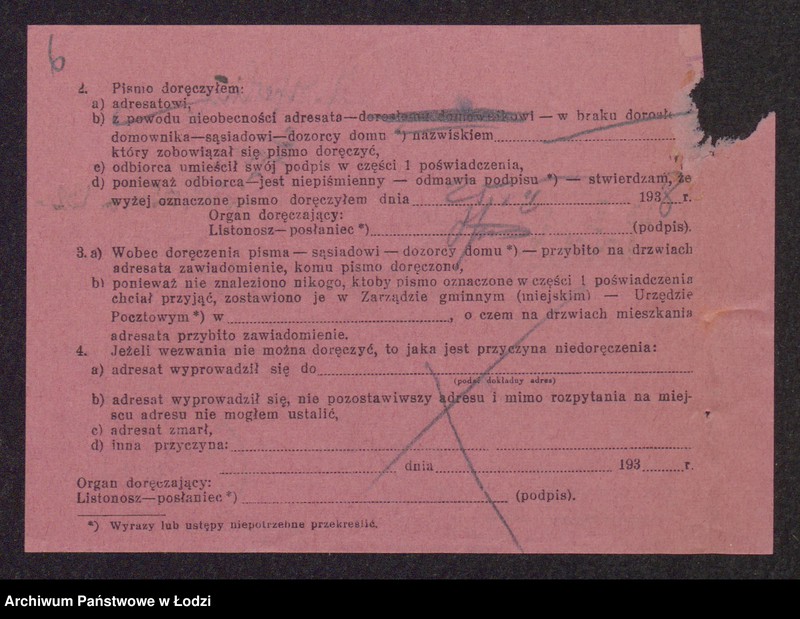 6
2. Pismo doręczyłem:
a) adresatowi,
b) z powodu nieobecności adresata—dorosłemu domownikowi — w braku dorosł
domownika—sąsiadowi—dozorcy domu *) nazwiskiem
który zobowiązał się pismo doręczyć,
c) odbiorca umieścił swój podpis w części 1 poświadczenia,
d) ponieważ odbiorca—jest niepiśmienny — odmawia podpisu *) — stwierdzam, że
wyżej oznaczone pismo doręczyłem dnia 1938 r.
Organ doręczający:
Listonosz—posłaniec *) (podpis).
3. a) Wobec doręczenia pisma — sąsiadowi — dozorcy domu *) — przybito na drzwiach
adresata zawiadomienie, komu pismo doręczono,
b) ponieważ nie znaleziono nikogo, ktoby pismo oznaczone w części 1 poświadczenia
chciał przyjąć, zostawiono je w Zarządzie gminnym (miejskim) — Urzędzie
Pocztowym *) w , o czem na drzwiach mieszkania
adresata przybito zawiadomienie.
4. Jeżeli wezwania nie można doręczyć, to jaka jest przyczyna niedoręczenia:
a) adresat wyprowadził się do
(podać dokładny adres)
b) adresat wyprowadził się, nie pozostawiwszy adresu i mimo rozpytania na miej-
scu adresu nie mogłem ustalić,
c) adresat zmarł,
d) inna przyczyna:
dnia 193 r.
Organ doręczający:
Listonosz—posłaniec *) (podpis).
*) Wyrazy lub ustępy niepotrzebne przekreślić.
Archiwum Państwowe w Łodzi